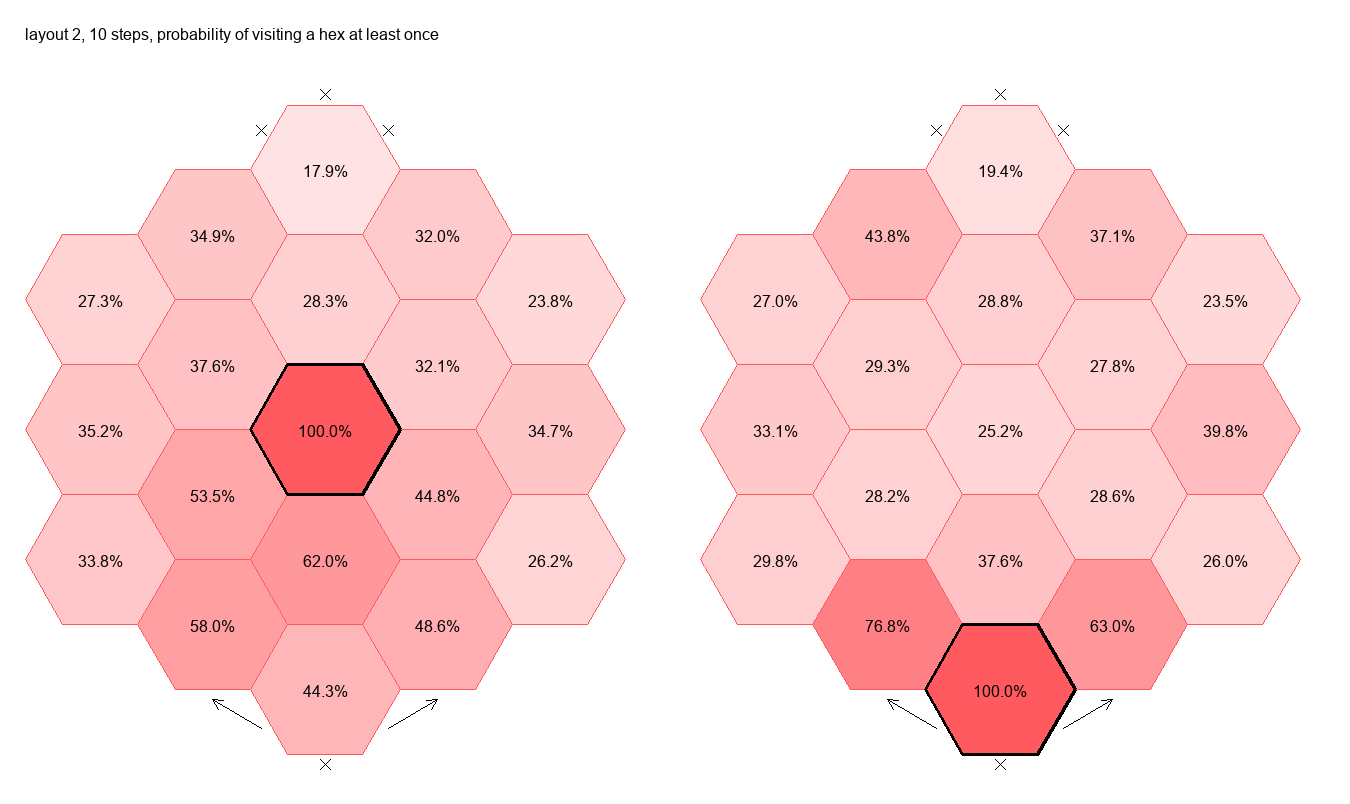 layout 2, 10 steps, probability of visiting a hex at least once
17.9%
34.9% 32.0%
27.3% 28.3% 23.8%
37.6% 32.1%
35.2% 100.0% 34.7%
53.5% 44.8%
33.8% 62.0% 26.2%
58.0% 48.6%
44.3%
19.4%
43.8% 37.1%
27.0% 28.8% 23.5%
29.3% 27.8%
33.1% 25.2% 39.8%
28.2% 28.6%
29.8% 37.6% 26.0%
76.8% 63.0%
100.0%